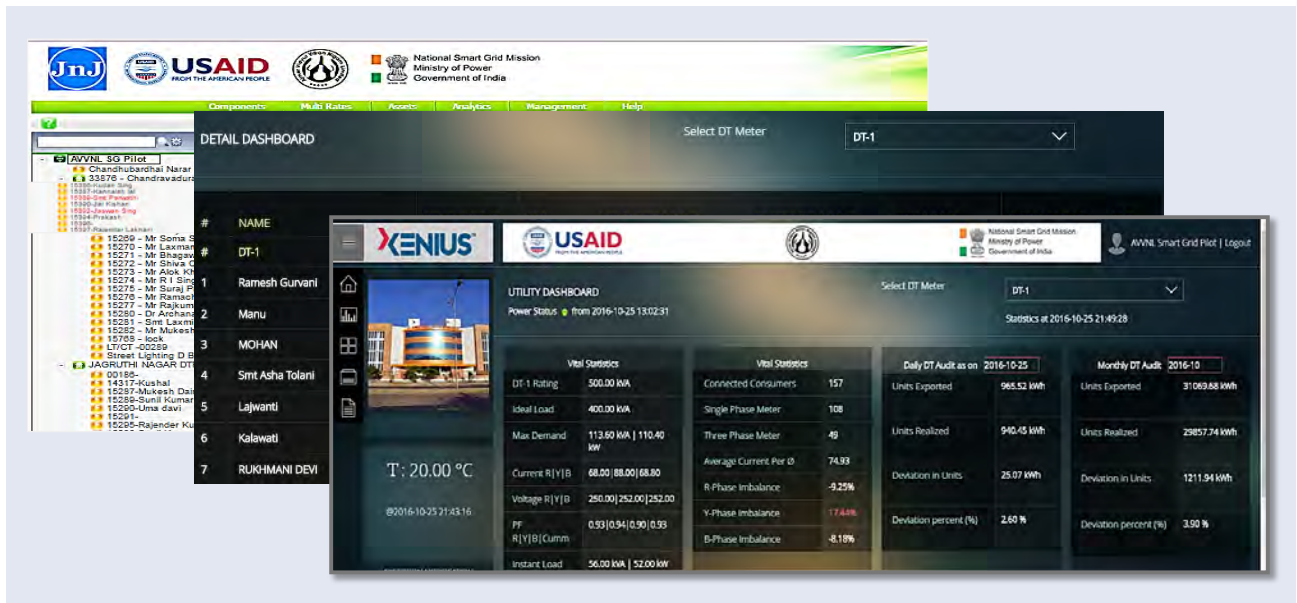 JnJ
USAID
FROM THE AMERICAN PEOPLE
National Smart Grid Mission
Ministry of Power
Government of India
Components
Multi Rates
Assets
Analytics
Management
Help
AVVNL SG Pilot
Chandhubardhai Narar
33876 - Chandravadura
15269 - Mr Soma S
15270 - Mr Laxman
15271 - Mr Bhagaw
15272 - Mr Shiva C
15273 - Mr Alok Kh
15274 - Mr R I Sing
15275 - Mr Suraj P
15276 - Mr Ramach
15277 - Mr Rajkum
15280 - Dr Archana
15281 - Smt Laxmi
15282 - Mr Mukesh
15768 - lock
LT/CT -00289
Street Lighting D B
JAGRUTHI NAGAR DTI
00186-
14317-Kushal
15287-Mukesh Dain
15289-Sunil Kumar
15290-Uma davi
15291-
15295-Rajender Ku
DETAIL DASHBOARD
Select DT Meter
DT-1
# NAME
# DT-1
1 Ramesh Gurvani
2 Manu
3 MOHAN
4 Smt Asha Tolani
5 Lajwanti
6 Kalawati
7 RUKHMANI DEVI
XENIUS
USAID
FROM THE AMERICAN PEOPLE
National Smart Grid Mission
Ministry of Power
Government of India
AVVNL Smart Grid Pilot | Logout
UTILITY DASHBOARD
Power Status from 2016-10-25 13:02:31
Select DT Meter
DT-1
Statistics at 2016-10-25 21:49:28
T: 20.00 °C
@2016-10-25 21:43:16
Vital Statistics
DT-1 Rating 500.00 kVA
Ideal Load 400.00 kVA
Max Demand 113.60 kVA | 110.40
kW
Current R|Y|B 68.00|88.00|68.80
Voltage R|Y|B 250.00|252.00|252.00
PF 0.93|0.94|0.90|0.93
R|Y|B|Cumm
Instant Load 56.00 kVA | 52.00 kW
Vital Statistics
Connected Consumers 157
Single Phase Meter 108
Three Phase Meter 49
Average Current Per Ø 74.93
R-Phase Imbalance -9.25%
Y-Phase Imbalance 17.44%
B-Phase Imbalance -8.18%
Daily DT Audit as on 2016-10-25
Units Exported 965.52 kWh
Units Realized 940.45 kWh
Deviation in Units 25.07 kWh
Deviation percent (%) 2.60 %
Monthly DT Audit 2016-10
Units Exported 31069.68 kWh
Units Realized 29857.74 kWh
Deviation in Units 1211.94 kWh
Deviation percent (%) 3.90 %